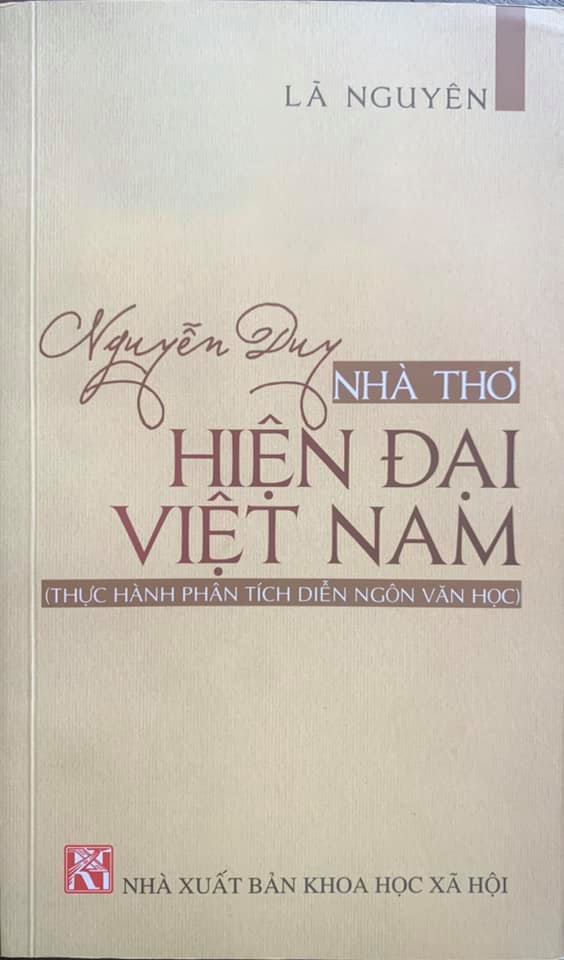 LÃ NGUYÊN
Nguyễn Duy
NHÀ THƠ
HIỆN ĐẠI
VIỆT NAM
(THỰC HÀNH PHÂN TÍCH DIỄN NGÔN VĂN HỌC)
NHÀ XUẤT BẢN KHOA HỌC XÃ HỘI